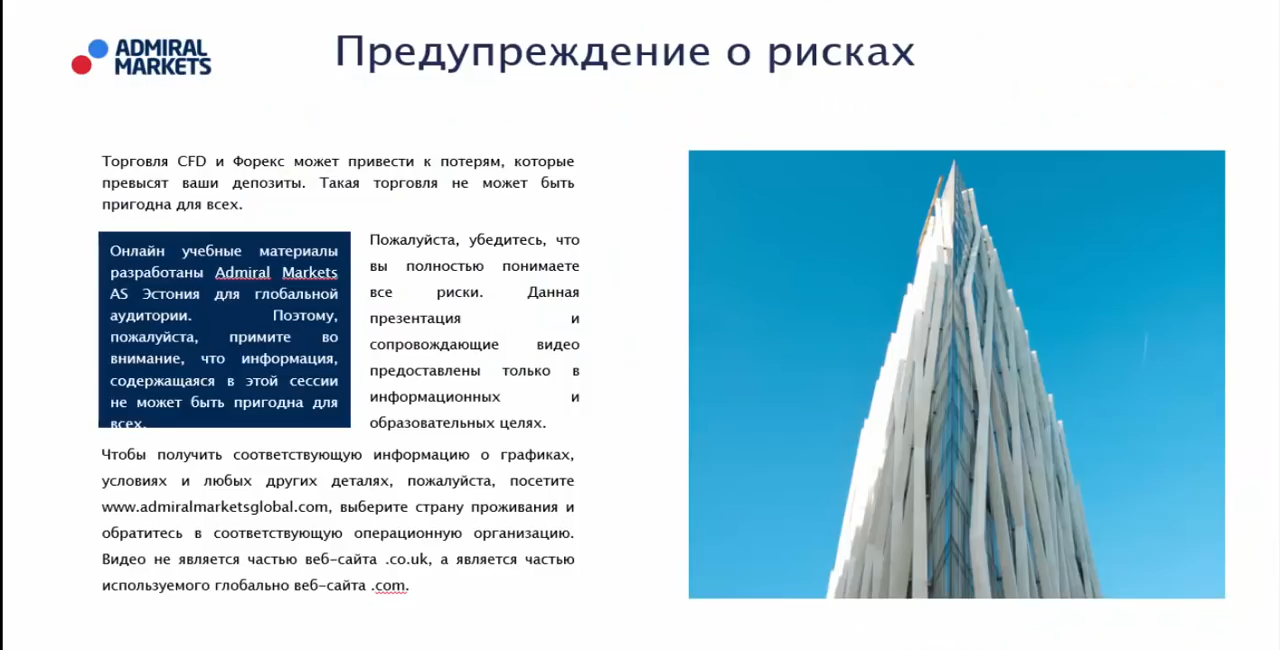 ADMIRAL
MARKETS
Предупреждение о рисках
Торговля CFD и Форекс может привести к потерям, которые
превысят ваши депозиты. Такая торговля не может быть
пригодна для всех.
Онлайн учебные материалы
разработаны Admiral Markets
AS Эстония для глобальной
аудитории. Поэтому,
пожалуйста, примите во
внимание, что информация,
содержащаяся в этой сессии
не может быть пригодна для
всех.
Пожалуйста, убедитесь, что
вы полностью понимаете
все риски. Данная
презентация и
сопровождающие видео
предоставлены только в
информационных и
образовательных целях.
Чтобы получить соответствующую информацию о графиках,
условиях и любых других деталях, пожалуйста, посетите
www.admiralmarketsglobal.com, выберите страну проживания и
обратитесь в соответствующую операционную организацию.
Видео не является частью веб-сайта .co.uk, а является частью
используемого глобально веб-сайта .com.